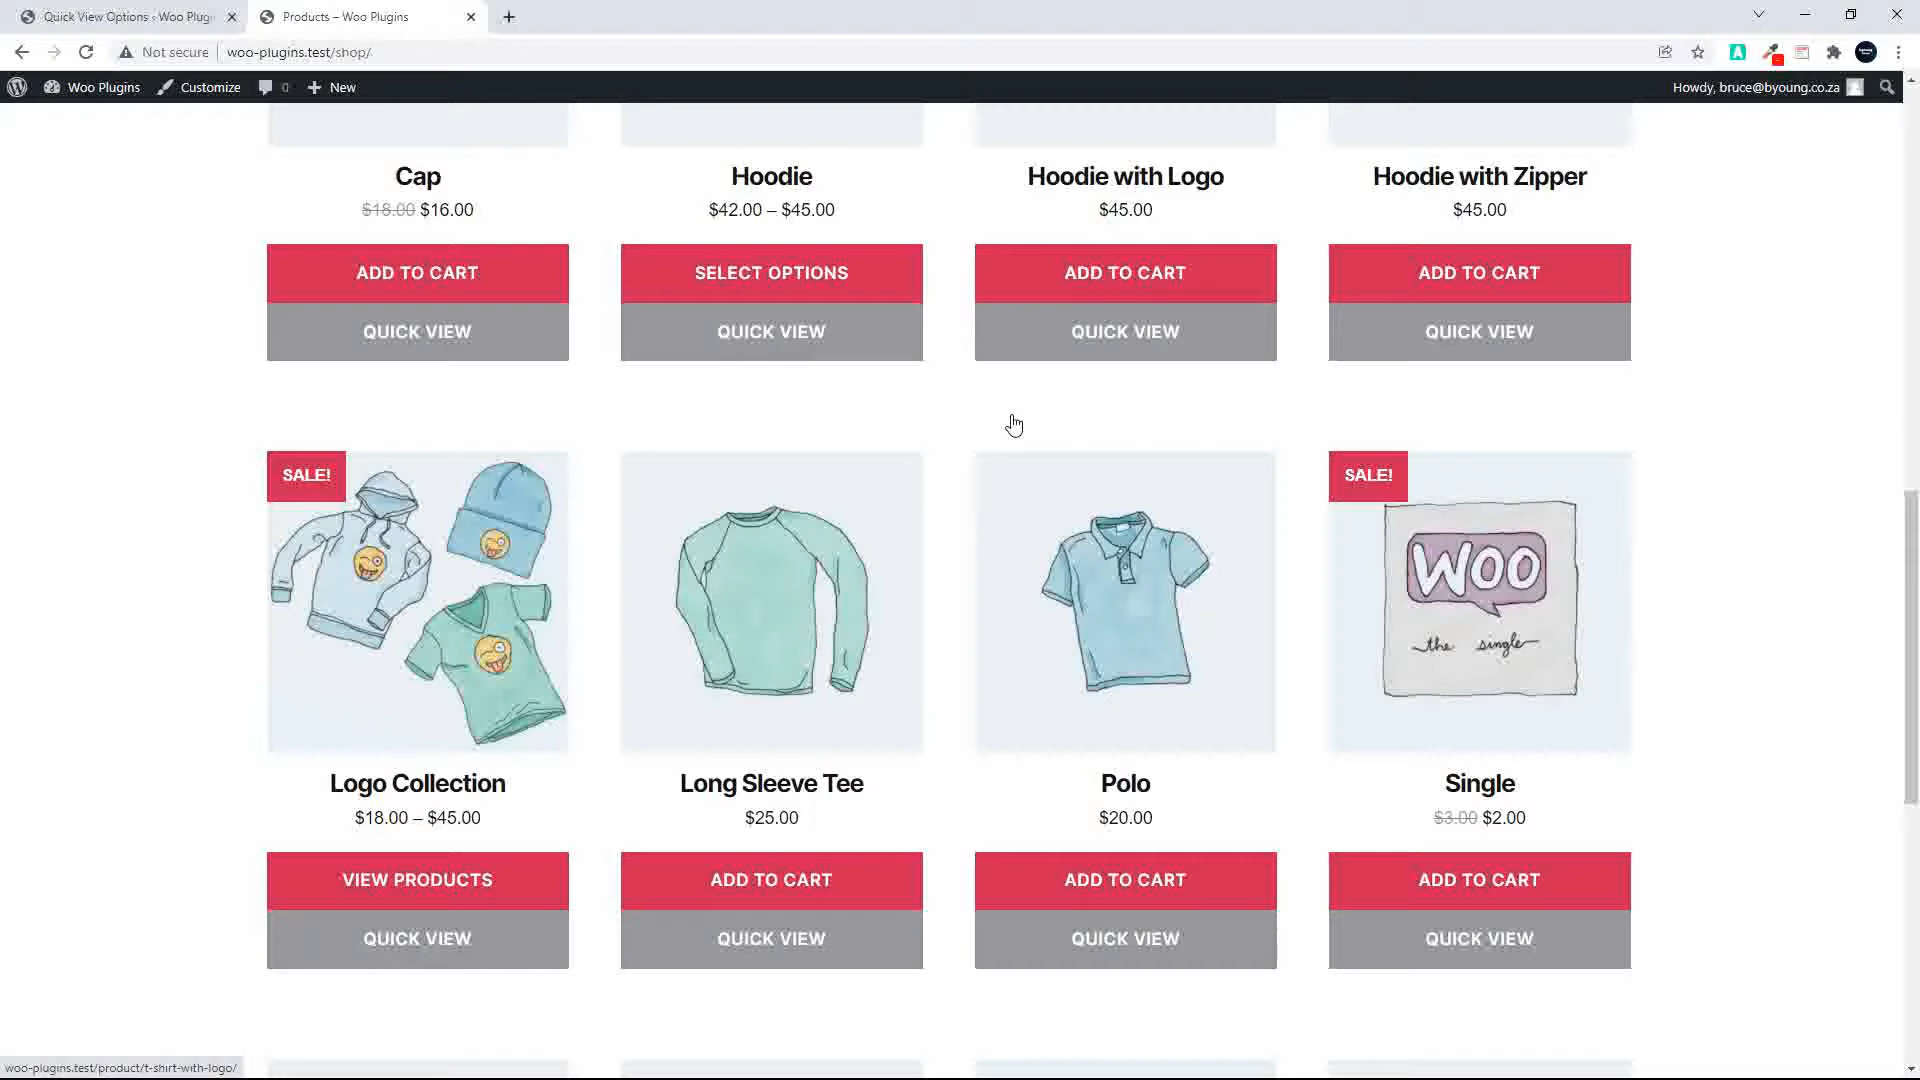 Quick View Options ‹ Woo Plug
Products – Woo Plugins
Not secure
woo-plugins.test/shop/
Woo Plugins
Customize
0
New
Howdy, bruce@byoung.co.za
Cap
Hoodie
Hoodie with Logo
Hoodie with Zipper
$18.00 $16.00
$42.00 – $45.00
$45.00
$45.00
ADD TO CART
SELECT OPTIONS
ADD TO CART
ADD TO CART
QUICK VIEW
QUICK VIEW
QUICK VIEW
QUICK VIEW
SALE!
SALE!
WOO
the single
Logo Collection
Long Sleeve Tee
Polo
Single
$18.00 – $45.00
$25.00
$20.00
$3.00 $2.00
VIEW PRODUCTS
ADD TO CART
ADD TO CART
ADD TO CART
QUICK VIEW
QUICK VIEW
QUICK VIEW
QUICK VIEW
woo-plugins.test/product/t-shirt-with-logo/